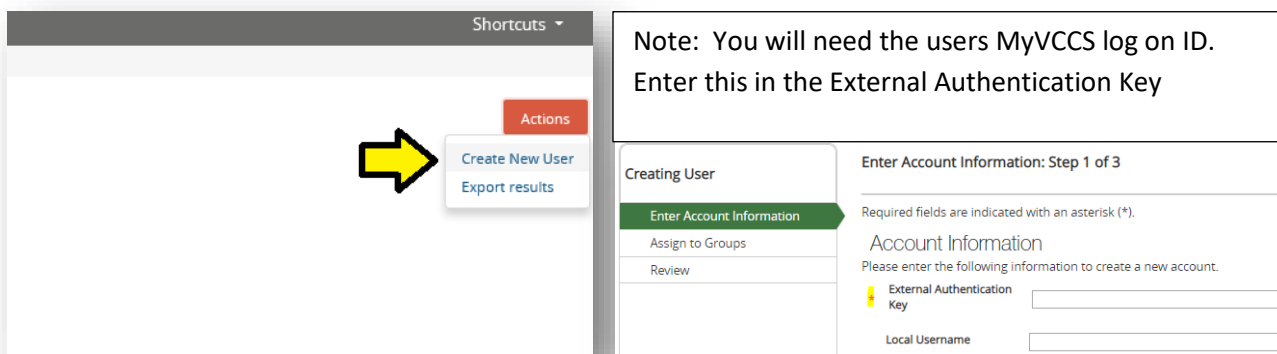 Shortcuts
Actions
Create New User
Export results
Note: You will need the users MyVCCS log on ID.
Enter this in the External Authentication Key
Creating User
Enter Account Information
Assign to Groups
Review
Enter Account Information: Step 1 of 3
Required fields are indicated with an asterisk (*).
Account Information
Please enter the following information to create a new account.
* External Authentication
Key
Local Username